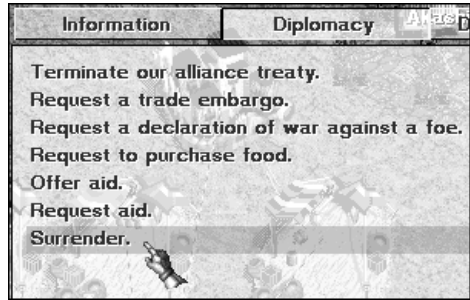 Information Diplomacy
Terminate our alliance treaty.
Request a trade embargo.
Request a declaration of war against a foe.
Request to purchase food.
Offer aid.
Request aid.
Surrender.